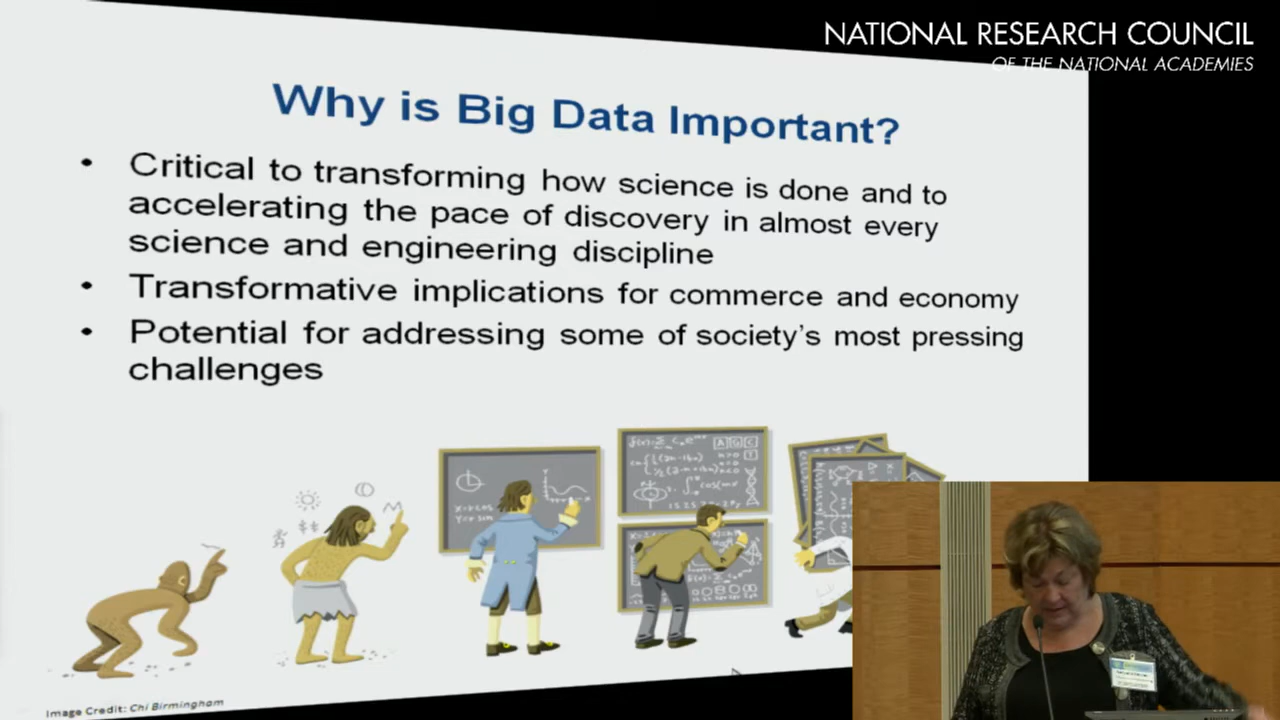 NATIONAL RESEARCH COUNCIL
OF THE NATIONAL ACADEMIES
Why is Big Data Important?
• Critical to transforming how science is done and to
accelerating the pace of discovery in almost every
science and engineering discipline
• Transformative implications for commerce and economy
• Potential for addressing some of society's most pressing
challenges
Image Credit: Chi Birmingham